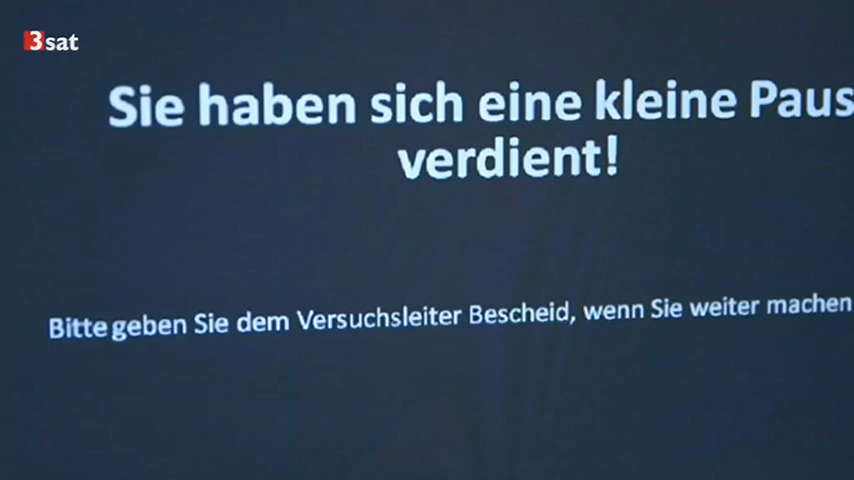 3sat
Sie haben sich eine kleine Paus
verdient!
Bitte geben Sie dem Versuchsleiter Bescheid, wenn Sie weiter machen